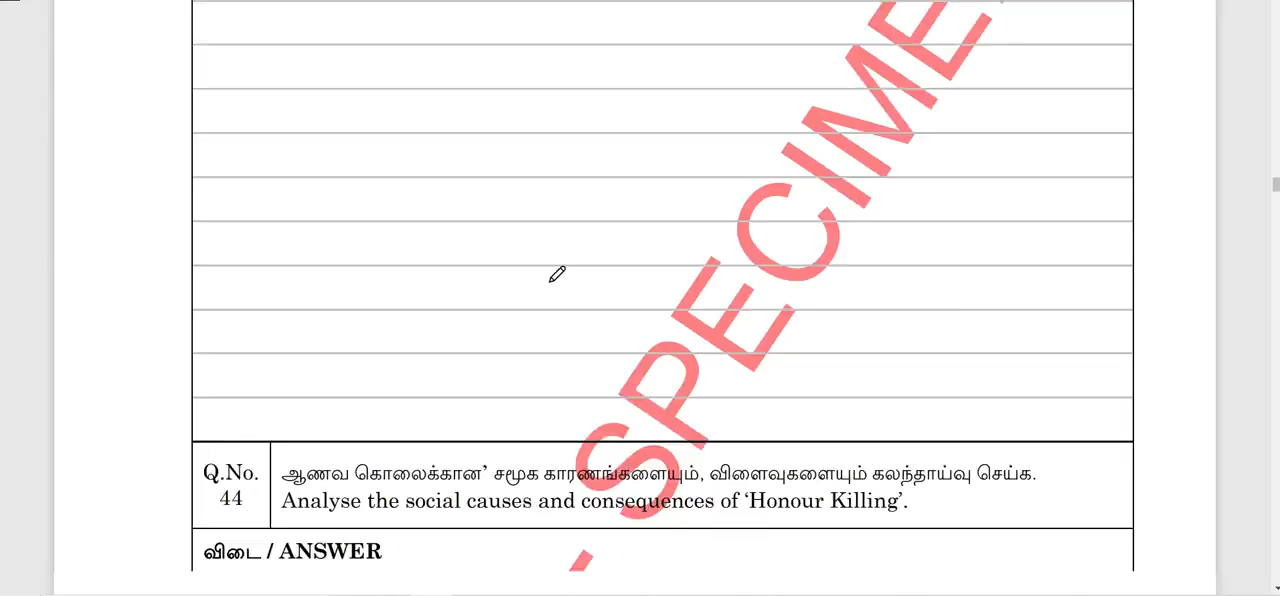 - SPECIME
Q.No. 44
ஆணவ கொலைக்கான’ சமூக காரணங்களையும், விளைவுகளையும் கலந்தாய்வு செய்க.
Analyse the social causes and consequences of ‘Honour Killing’.
விடை / ANSWER